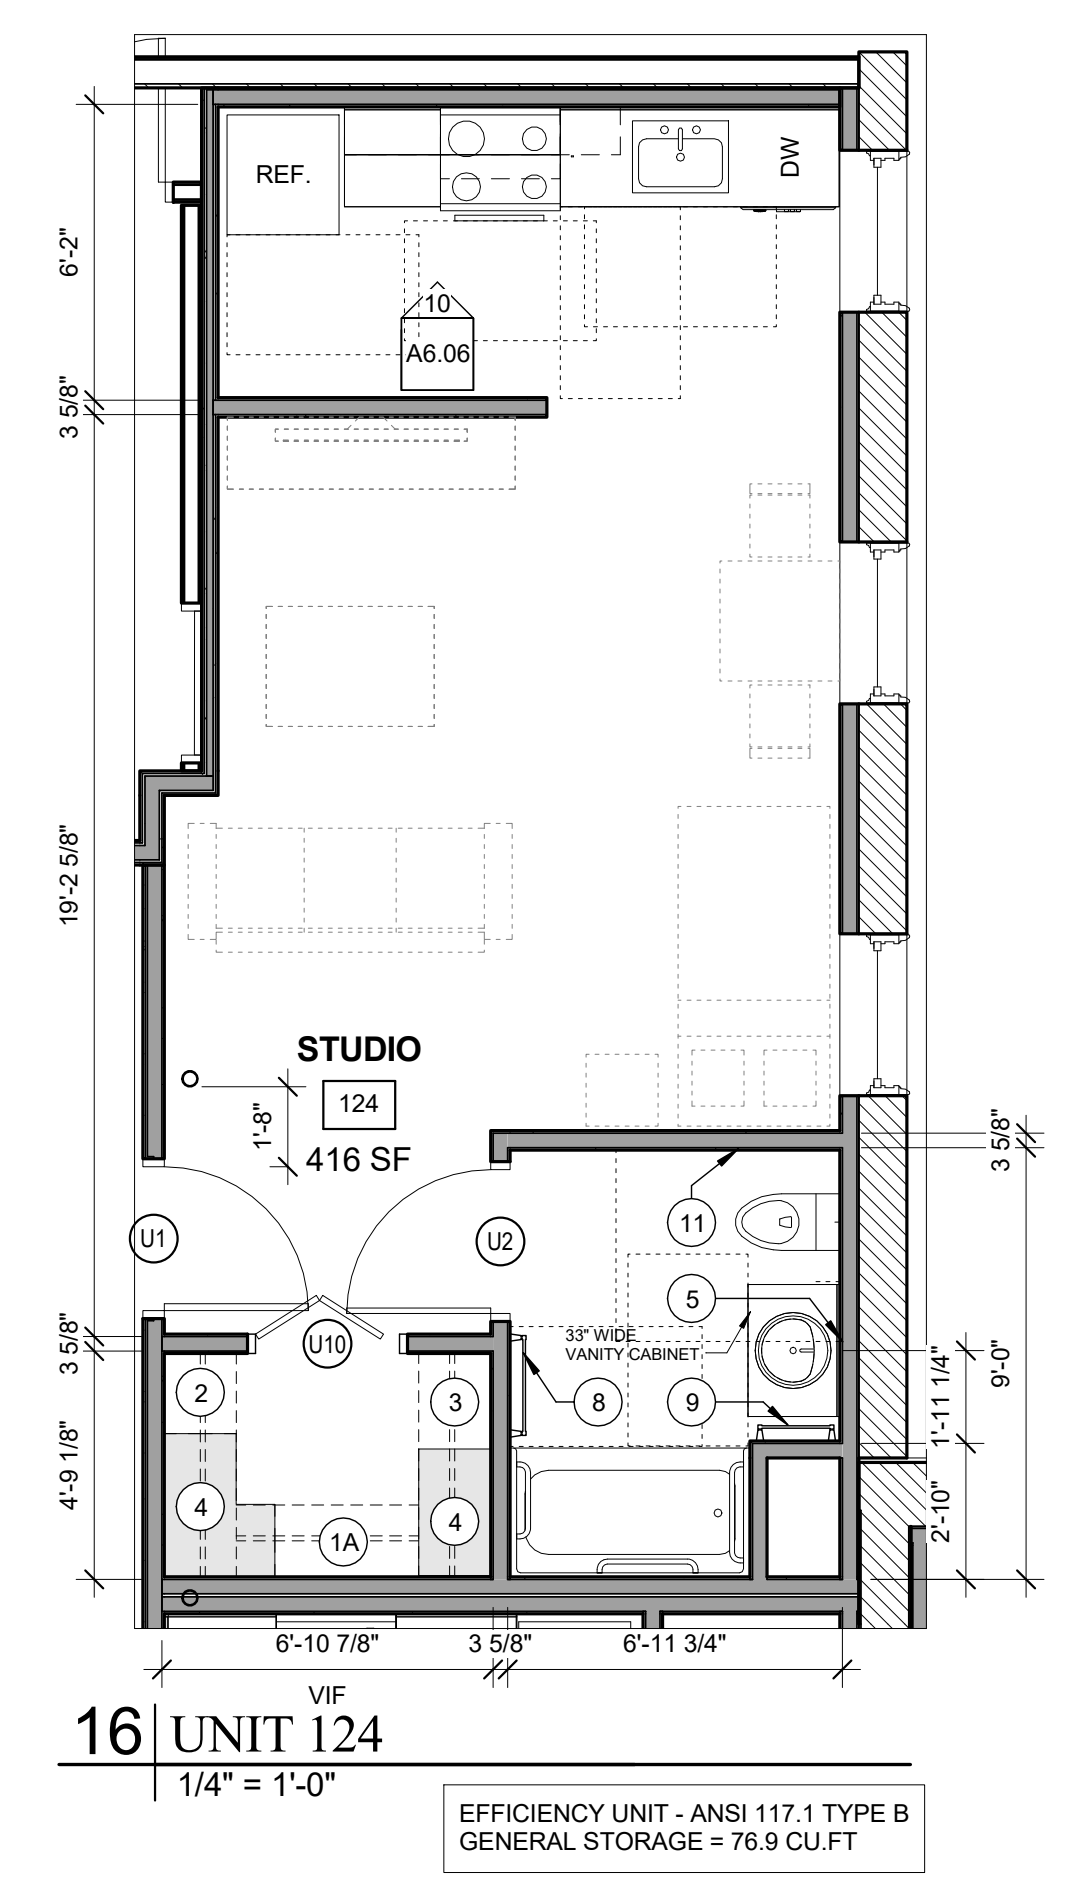 REF.
DW
6'-2"
10
A6.06
3 5/8"
19'-2 5/8"
STUDIO
124
416 SF
1'-8"
3 5/8"
U1
U2
11
5
33" WIDE
VANITY CABINET
U10
3 5/8"
9'-0"
1'-11 1/4"
2
3
8
9
4'-9 1/8"
4
4
1A
2'-10"
6'-10 7/8"
3 5/8"
6'-11 3/4"
VIF
16
UNIT 124
1/4" = 1'-0"
EFFICIENCY UNIT - ANSI 117.1 TYPE B
GENERAL STORAGE = 76.9 CU.FT